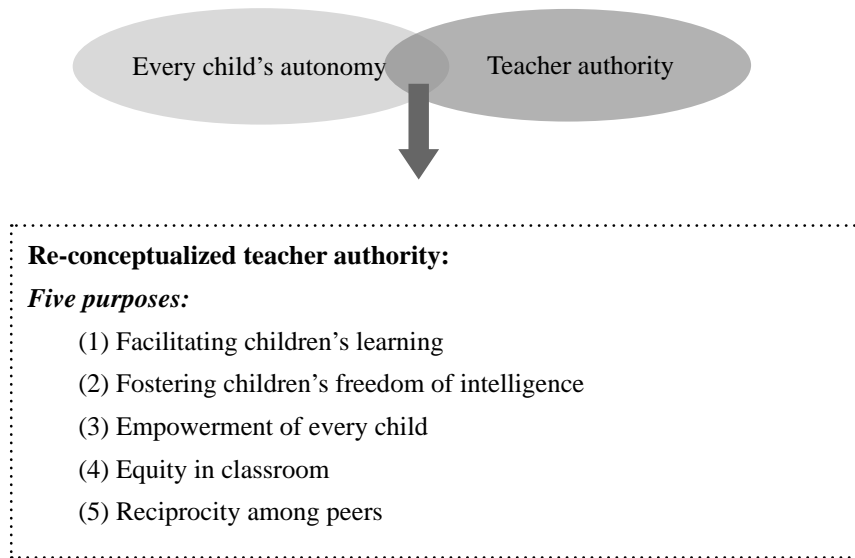 Every child’s autonomy
Teacher authority
Re-conceptualized teacher authority:
Five purposes:
(1) Facilitating children’s learning
(2) Fostering children’s freedom of intelligence
(3) Empowerment of every child
(4) Equity in classroom
(5) Reciprocity among peers